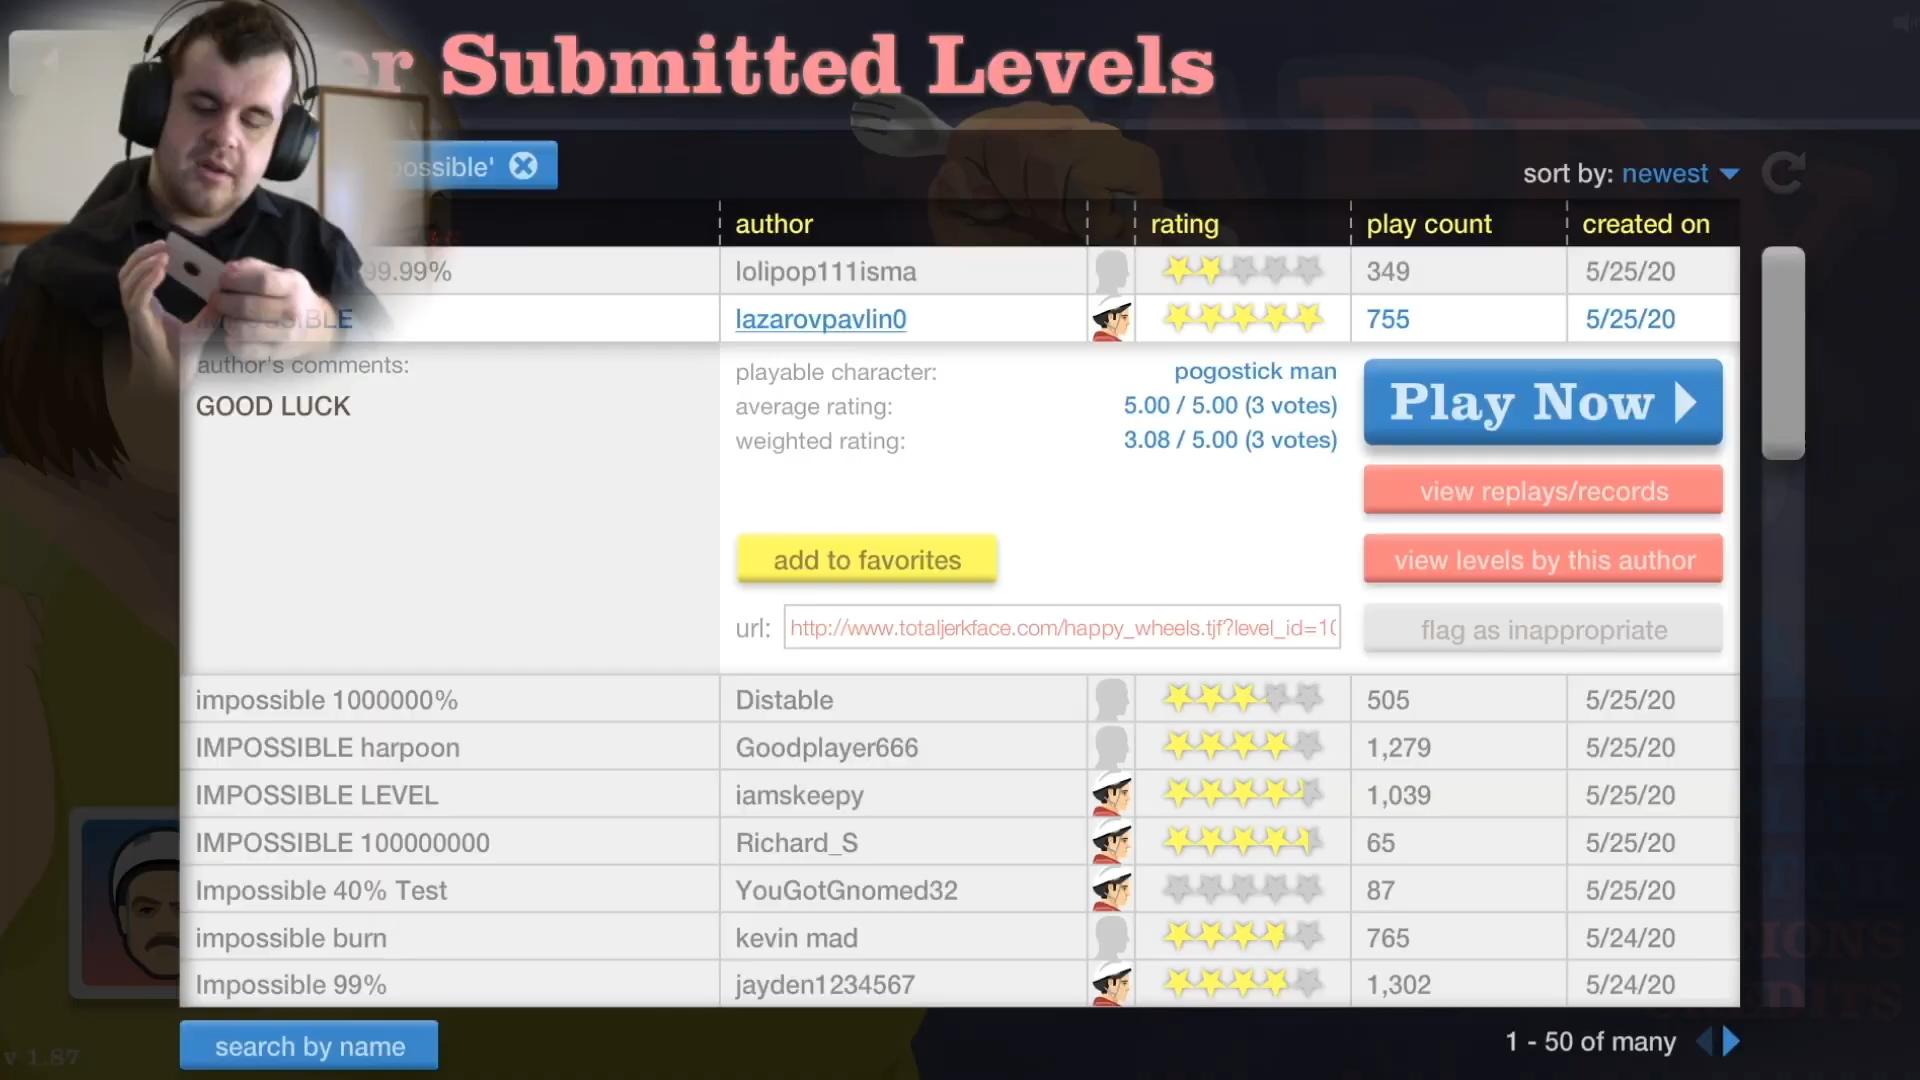 er Submitted Levels
possible'
sort by: newest
author rating play count created on
99.99% lolipop111isma 349 5/25/20
IMPOSSIBLE lazarovpavlin0 755 5/25/20
author's comments:
GOOD LUCK
playable character: pogostick man
average rating: 5.00 / 5.00 (3 votes)
weighted rating: 3.08 / 5.00 (3 votes)
Play Now
view replays/records
add to favorites
view levels by this author
url: http://www.totaljerkface.com/happy_wheels.tjf?level_id=10
flag as inappropriate
impossible 1000000% Distable 505 5/25/20
IMPOSSIBLE harpoon Goodplayer666 1,279 5/25/20
IMPOSSIBLE LEVEL iamskeepy 1,039 5/25/20
IMPOSSIBLE 100000000 Richard_S 65 5/25/20
Impossible 40% Test YouGotGnomed32 87 5/25/20
impossible burn kevin mad 765 5/24/20
Impossible 99% jayden1234567 1,302 5/24/20
search by name
1 - 50 of many
v 1.87